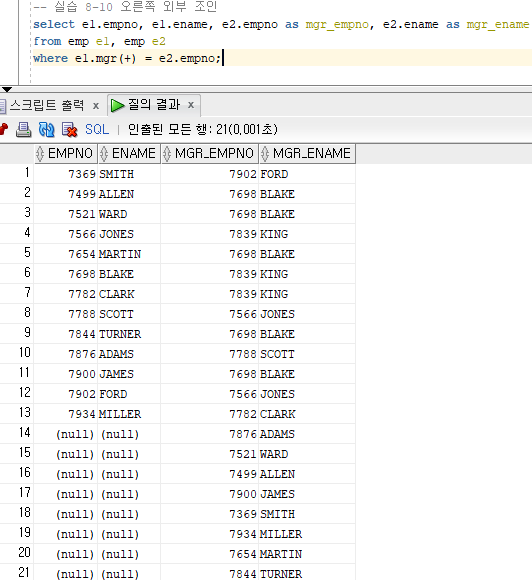 -- 실습 8-10 오른쪽 외부 조인
select e1.empno, e1.ename, e2.empno as mgr_empno, e2.ename as mgr_ename
from emp e1, emp e2
where e1.mgr(+) = e2.empno;
스크립트 출력 x 질의 결과 x
SQL | 인출된 모든 행: 21(0,001초)
EMPNO ENAME MGR_EMPNO MGR_ENAME
1 7369 SMITH 7902 FORD
2 7499 ALLEN 7698 BLAKE
3 7521 WARD 7698 BLAKE
4 7566 JONES 7839 KING
5 7654 MARTIN 7698 BLAKE
6 7698 BLAKE 7839 KING
7 7782 CLARK 7839 KING
8 7788 SCOTT 7566 JONES
9 7844 TURNER 7698 BLAKE
10 7876 ADAMS 7788 SCOTT
11 7900 JAMES 7698 BLAKE
12 7902 FORD 7566 JONES
13 7934 MILLER 7782 CLARK
14 (null) (null) 7876 ADAMS
15 (null) (null) 7521 WARD
16 (null) (null) 7499 ALLEN
17 (null) (null) 7900 JAMES
18 (null) (null) 7369 SMITH
19 (null) (null) 7934 MILLER
20 (null) (null) 7654 MARTIN
21 (null) (null) 7844 TURNER